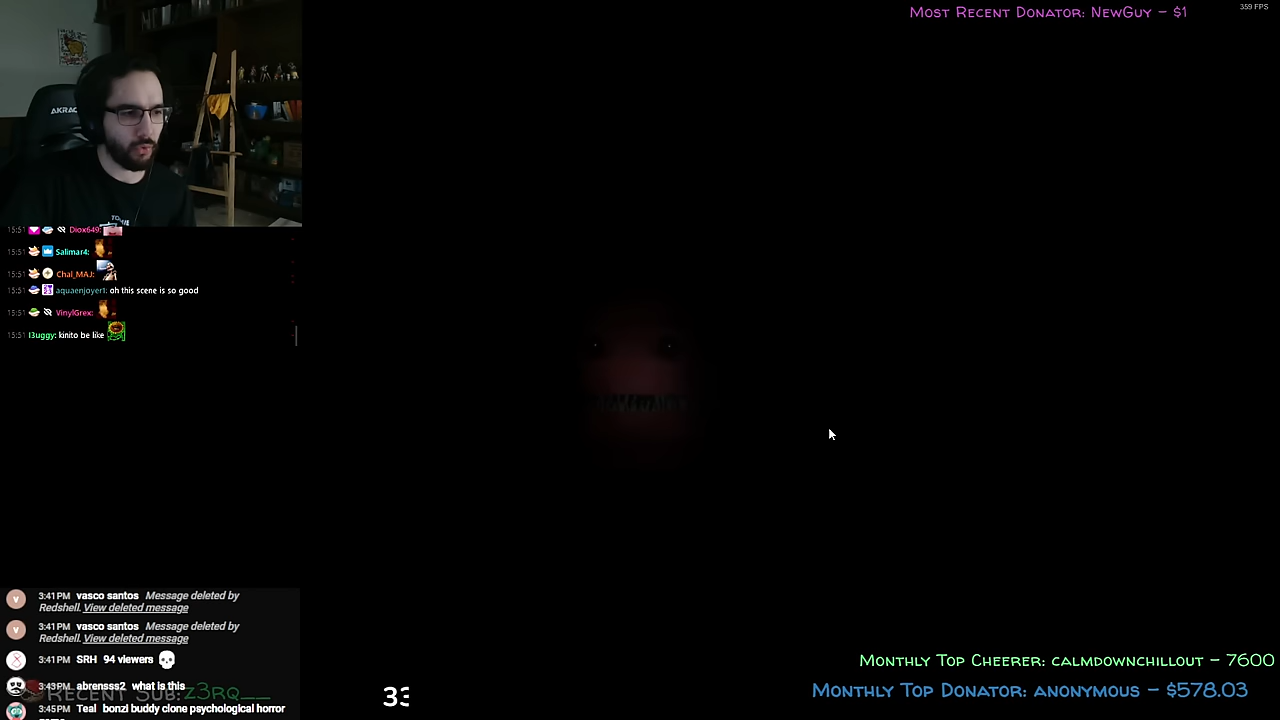 Most Recent Donator: NewGuy - $1
359 FPS
AKRAC
15:51 Diox649:
15:51 Salimar4:
15:51 Chal_MAJ:
15:51 aquaenjoyer1: oh this scene is so good
15:51 VinylGrex:
15:51 I3uggy: kinito be like
3:41PM vasco santos Message deleted by
Redshell. View deleted message
3:41PM vasco santos Message deleted by
Redshell. View deleted message
3:41PM SRH 94 viewers
3:43PM abrensss2 what is this
Recent Sub: z3rq__
3:45PM Teal bonzi buddy clone psychological horror
33
Monthly Top Cheerer: calmdownchillout - 7600
Monthly Top Donator: anonymous - $578.03